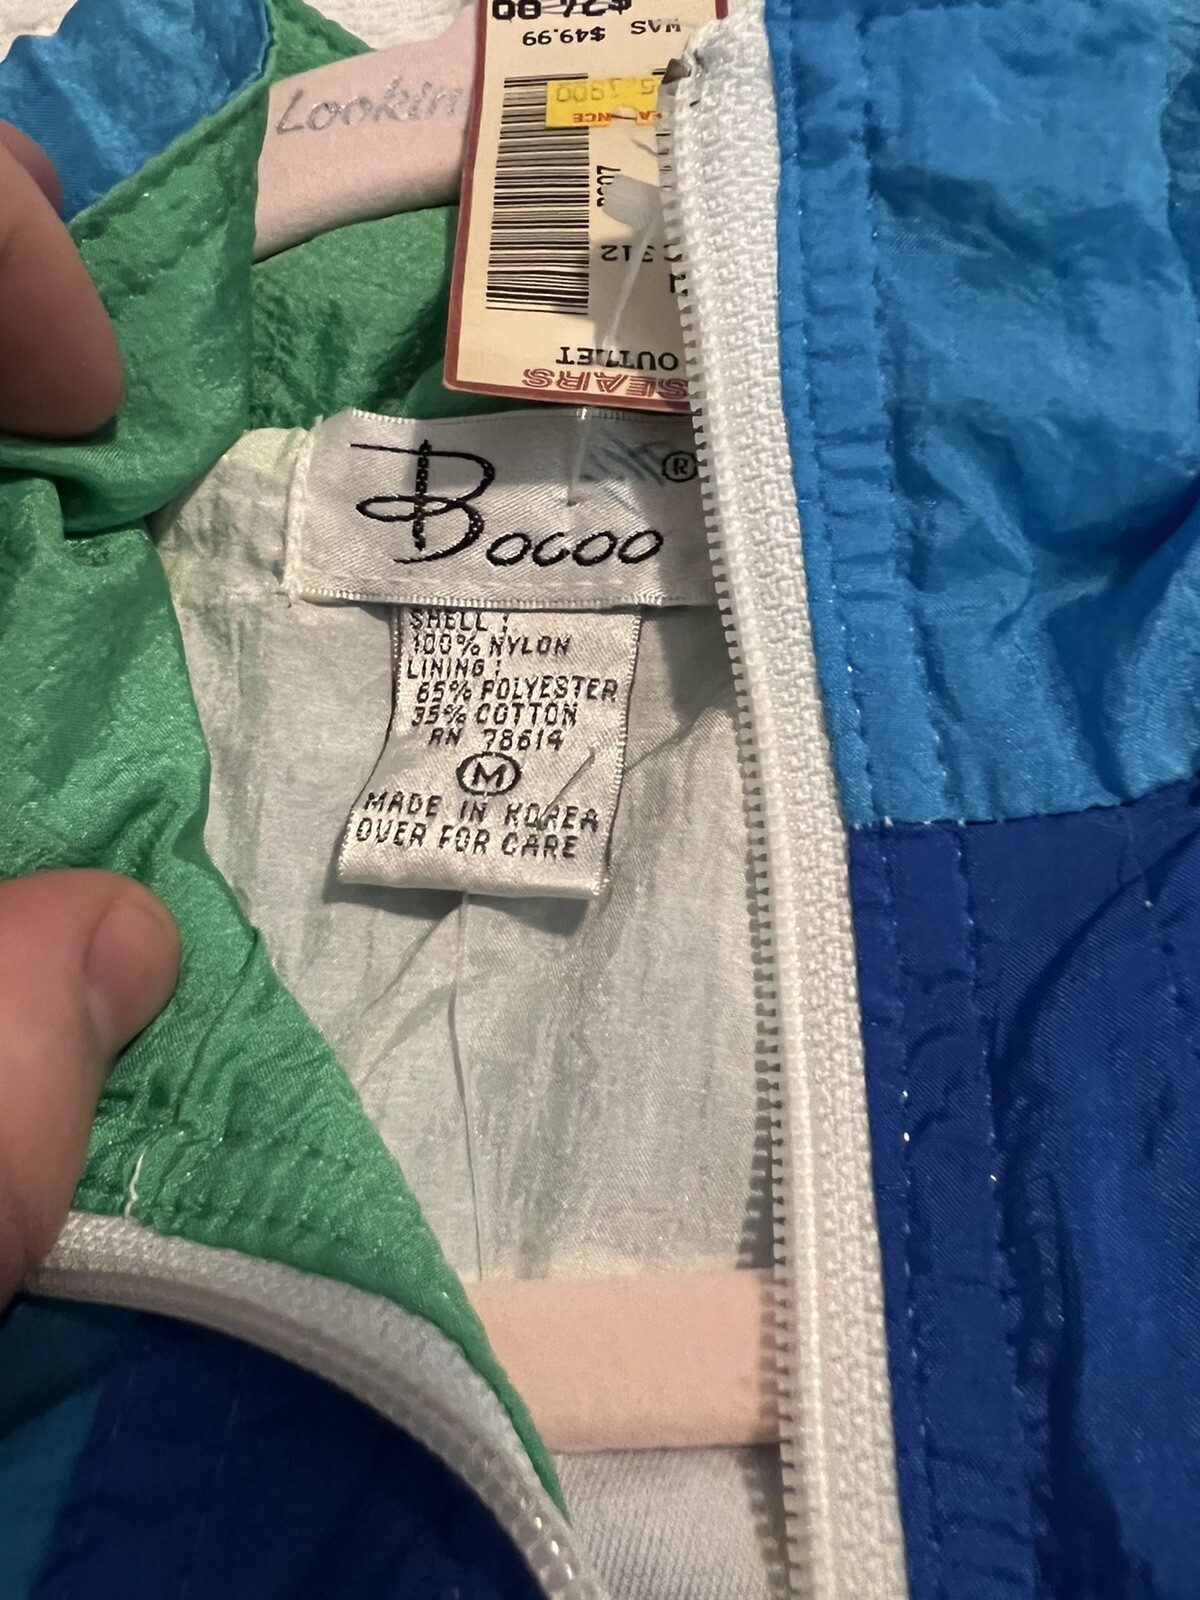 Lookin
$49.99 WAS
OUTLET
SEARS
Bocoo ®
SHELL :
100% NYLON
LINING :
65% POLYESTER
35% COTTON
RN 78614
M
MADE IN KOREA
OVER FOR CARE